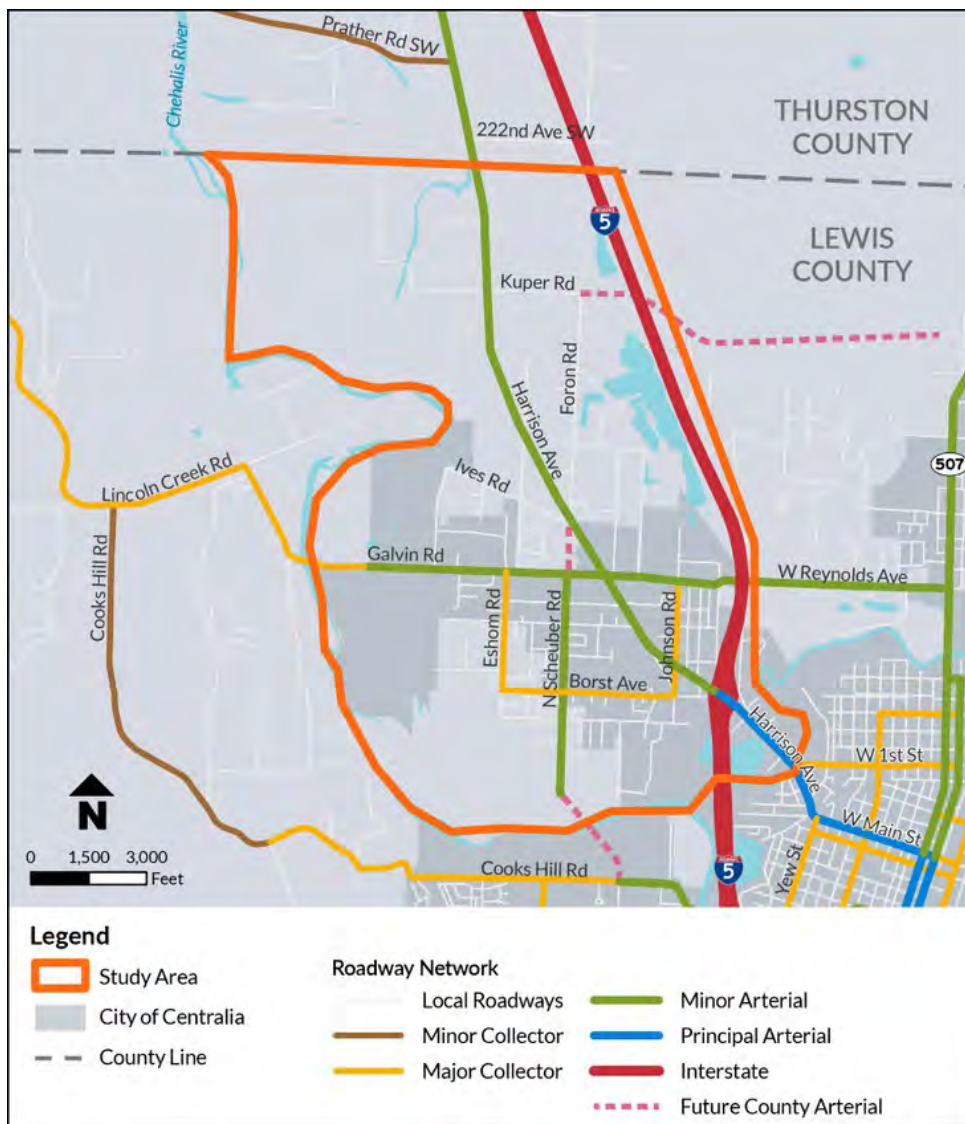 Prather Rd SW
Chehalis River
222nd Ave SW
THURSTON
COUNTY
5
LEWIS
COUNTY
Kuper Rd
Foron Rd
Harrison Ave
507
Ives Rd
Lincoln Creek Rd
Cooks Hill Rd
Galvin Rd
W Reynolds Ave
Eshom Rd
N Scheuber Rd
Johnson Rd
Borst Ave
Harrison Ave
W 1st St
W Main St
Yew St
N
0 1,500 3,000
Feet
Cooks Hill Rd
5
Legend
Study Area
City of Centralia
County Line
Roadway Network
Local Roadways
Minor Collector
Major Collector
Minor Arterial
Principal Arterial
Interstate
Future County Arterial